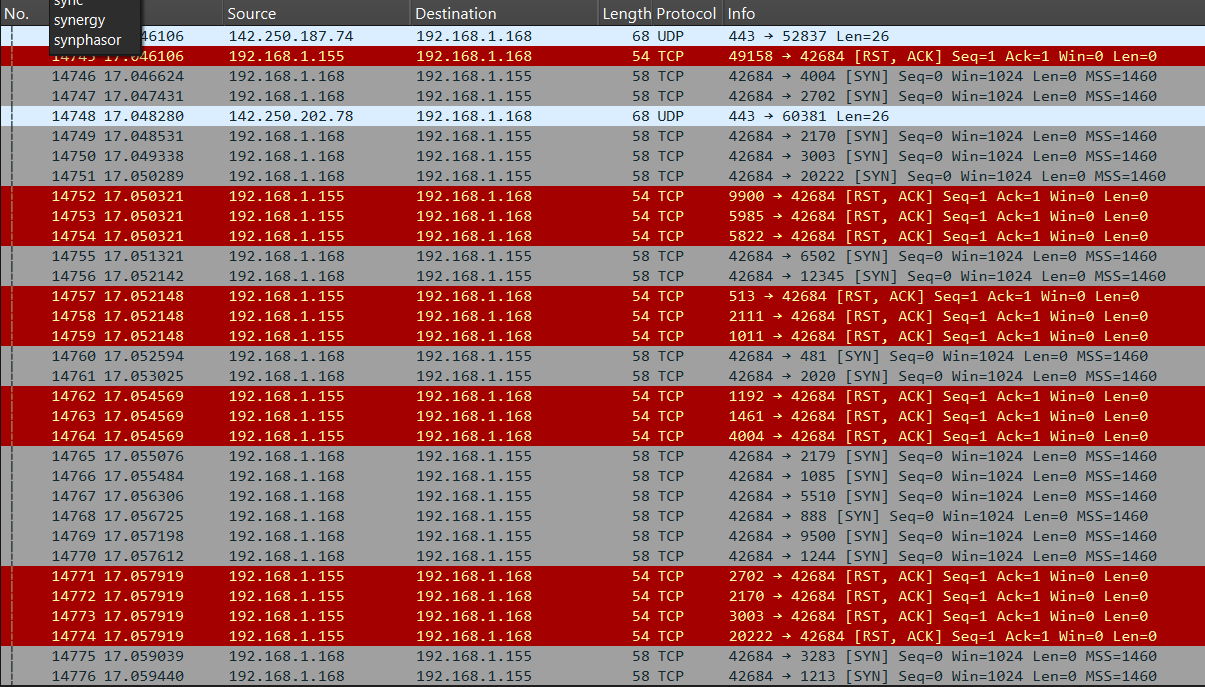 No. Source Destination Length Protocol Info
sync
synergy
synphasor
46106 142.250.187.74 192.168.1.168 68 UDP 443 → 52837 Len=26
14745 17.046106 192.168.1.155 192.168.1.168 54 TCP 49158 → 42684 [RST, ACK] Seq=1 Ack=1 Win=0 Len=0
14746 17.046624 192.168.1.168 192.168.1.155 58 TCP 42684 → 4004 [SYN] Seq=0 Win=1024 Len=0 MSS=1460
14747 17.047431 192.168.1.168 192.168.1.155 58 TCP 42684 → 2702 [SYN] Seq=0 Win=1024 Len=0 MSS=1460
14748 17.048280 142.250.202.78 192.168.1.168 68 UDP 443 → 60381 Len=26
14749 17.048531 192.168.1.168 192.168.1.155 58 TCP 42684 → 2170 [SYN] Seq=0 Win=1024 Len=0 MSS=1460
14750 17.049338 192.168.1.168 192.168.1.155 58 TCP 42684 → 3003 [SYN] Seq=0 Win=1024 Len=0 MSS=1460
14751 17.050289 192.168.1.168 192.168.1.155 58 TCP 42684 → 20222 [SYN] Seq=0 Win=1024 Len=0 MSS=1460
14752 17.050321 192.168.1.155 192.168.1.168 54 TCP 9900 → 42684 [RST, ACK] Seq=1 Ack=1 Win=0 Len=0
14753 17.050321 192.168.1.155 192.168.1.168 54 TCP 5985 → 42684 [RST, ACK] Seq=1 Ack=1 Win=0 Len=0
14754 17.050321 192.168.1.155 192.168.1.168 54 TCP 5822 → 42684 [RST, ACK] Seq=1 Ack=1 Win=0 Len=0
14755 17.051321 192.168.1.168 192.168.1.155 58 TCP 42684 → 6502 [SYN] Seq=0 Win=1024 Len=0 MSS=1460
14756 17.052142 192.168.1.168 192.168.1.155 58 TCP 42684 → 12345 [SYN] Seq=0 Win=1024 Len=0 MSS=1460
14757 17.052148 192.168.1.155 192.168.1.168 54 TCP 513 → 42684 [RST, ACK] Seq=1 Ack=1 Win=0 Len=0
14758 17.052148 192.168.1.155 192.168.1.168 54 TCP 2111 → 42684 [RST, ACK] Seq=1 Ack=1 Win=0 Len=0
14759 17.052148 192.168.1.155 192.168.1.168 54 TCP 1011 → 42684 [RST, ACK] Seq=1 Ack=1 Win=0 Len=0
14760 17.052594 192.168.1.168 192.168.1.155 58 TCP 42684 → 481 [SYN] Seq=0 Win=1024 Len=0 MSS=1460
14761 17.053025 192.168.1.168 192.168.1.155 58 TCP 42684 → 2020 [SYN] Seq=0 Win=1024 Len=0 MSS=1460
14762 17.054569 192.168.1.155 192.168.1.168 54 TCP 1192 → 42684 [RST, ACK] Seq=1 Ack=1 Win=0 Len=0
14763 17.054569 192.168.1.155 192.168.1.168 54 TCP 1461 → 42684 [RST, ACK] Seq=1 Ack=1 Win=0 Len=0
14764 17.054569 192.168.1.155 192.168.1.168 54 TCP 4004 → 42684 [RST, ACK] Seq=1 Ack=1 Win=0 Len=0
14765 17.055076 192.168.1.168 192.168.1.155 58 TCP 42684 → 2179 [SYN] Seq=0 Win=1024 Len=0 MSS=1460
14766 17.055484 192.168.1.168 192.168.1.155 58 TCP 42684 → 1085 [SYN] Seq=0 Win=1024 Len=0 MSS=1460
14767 17.056306 192.168.1.168 192.168.1.155 58 TCP 42684 → 5510 [SYN] Seq=0 Win=1024 Len=0 MSS=1460
14768 17.056725 192.168.1.168 192.168.1.155 58 TCP 42684 → 888 [SYN] Seq=0 Win=1024 Len=0 MSS=1460
14769 17.057198 192.168.1.168 192.168.1.155 58 TCP 42684 → 9500 [SYN] Seq=0 Win=1024 Len=0 MSS=1460
14770 17.057612 192.168.1.168 192.168.1.155 58 TCP 42684 → 1244 [SYN] Seq=0 Win=1024 Len=0 MSS=1460
14771 17.057919 192.168.1.155 192.168.1.168 54 TCP 2702 → 42684 [RST, ACK] Seq=1 Ack=1 Win=0 Len=0
14772 17.057919 192.168.1.155 192.168.1.168 54 TCP 2170 → 42684 [RST, ACK] Seq=1 Ack=1 Win=0 Len=0
14773 17.057919 192.168.1.155 192.168.1.168 54 TCP 3003 → 42684 [RST, ACK] Seq=1 Ack=1 Win=0 Len=0
14774 17.057919 192.168.1.155 192.168.1.168 54 TCP 20222 → 42684 [RST, ACK] Seq=1 Ack=1 Win=0 Len=0
14775 17.059039 192.168.1.168 192.168.1.155 58 TCP 42684 → 3283 [SYN] Seq=0 Win=1024 Len=0 MSS=1460
14776 17.059440 192.168.1.168 192.168.1.155 58 TCP 42684 → 1213 [SYN] Seq=0 Win=1024 Len=0 MSS=1460